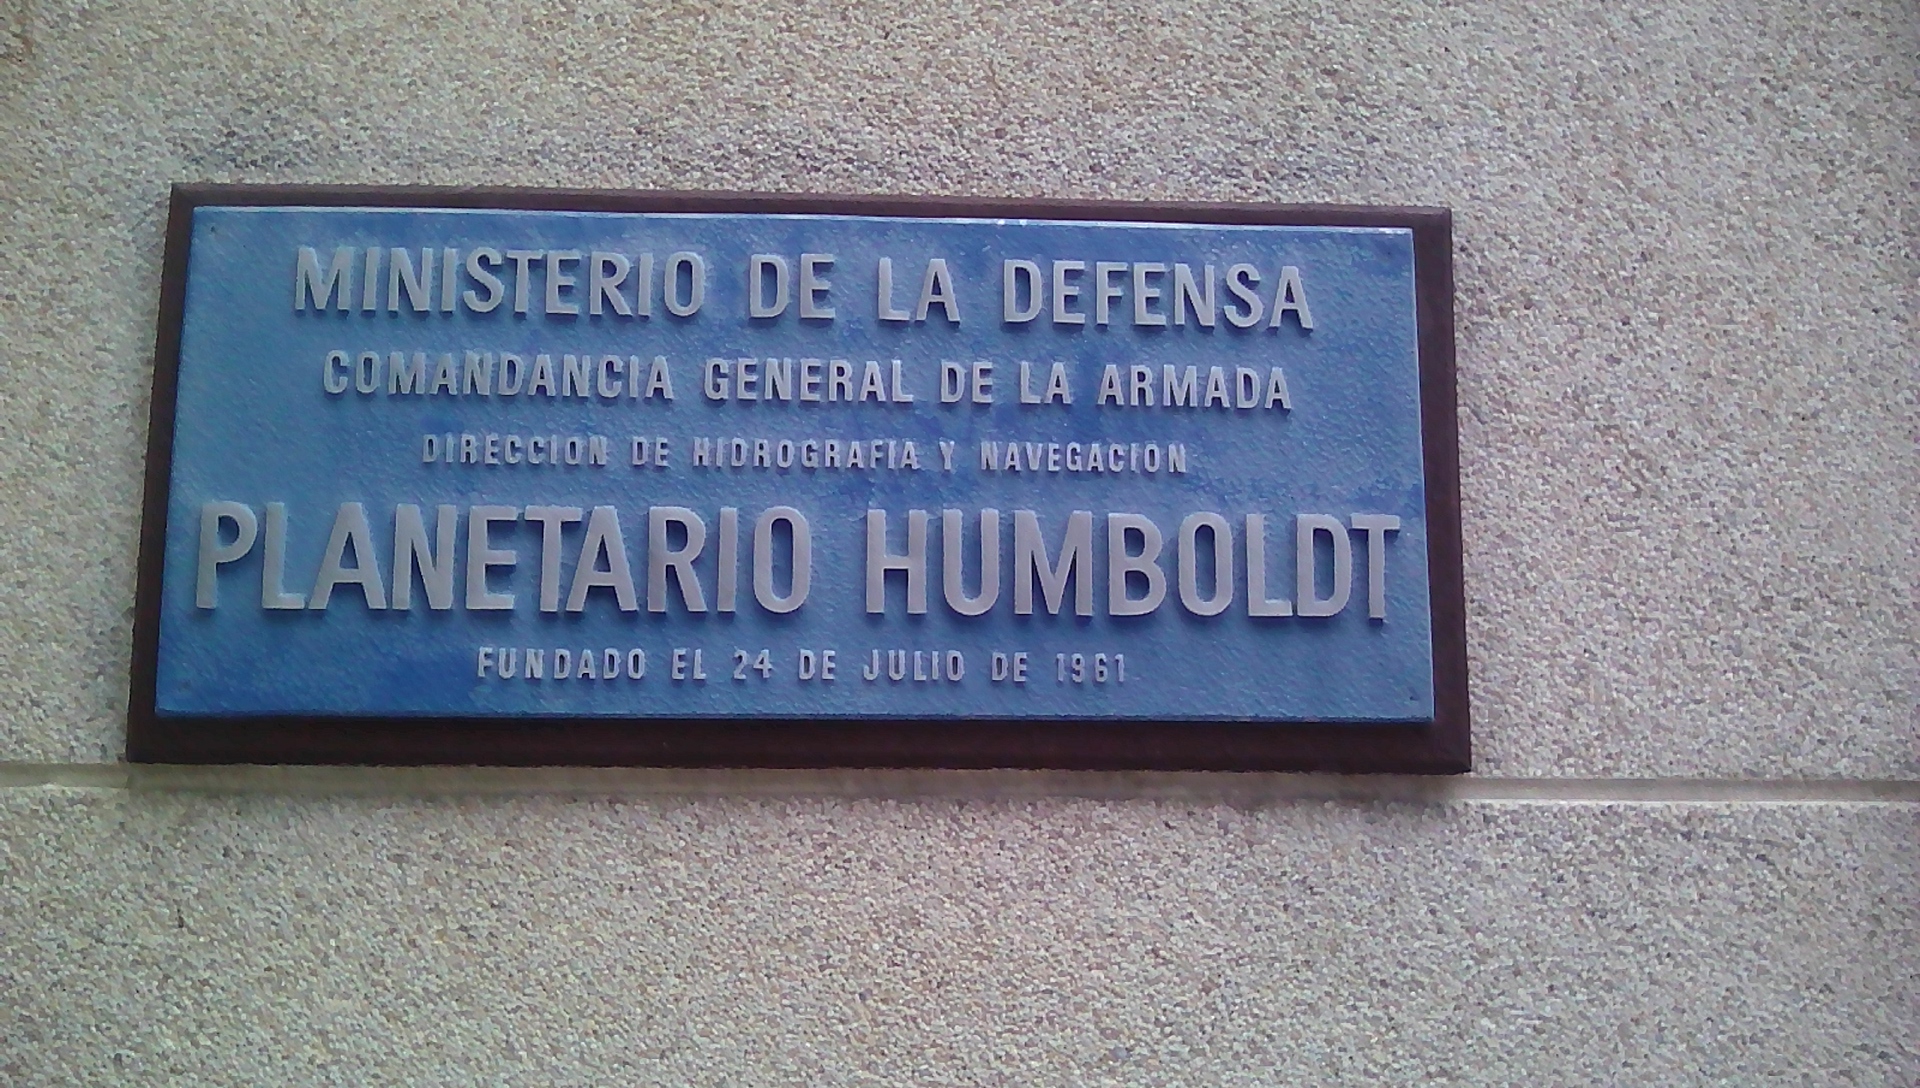 MINISTERIO DE LA DEFENSA
COMANDANCIA GENERAL DE LA ARMADA
DIRECCION DE HIDROGRAFIA Y NAVEGACION
PLANETARIO HUMBOLDT
FUNDADO EL 24 DE JULIO DE 1961